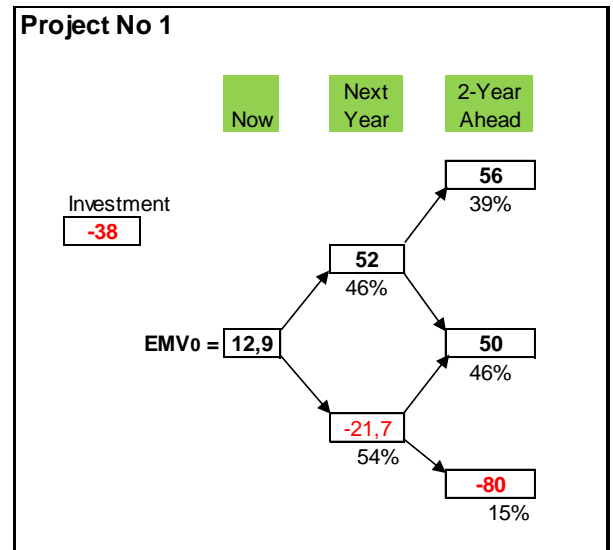 Project No 1
Now
Next
Year
2-Year
Ahead
56
39%
Investment
-38
52
46%
EMV0 = 12,9
50
46%
-21,7
54%
-80
15%